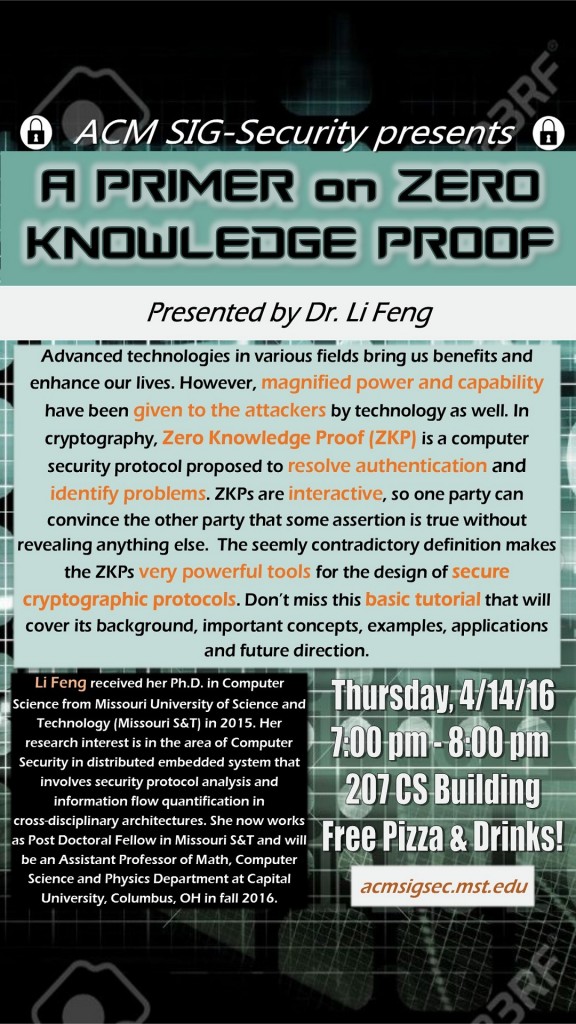 ACM SIG-Security presents
A PRIMER on ZERO
KNOWLEDGE PROOF
Presented by Dr. Li Feng
Advanced technologies in various fields bring us benefits and
enhance our lives. However, magnified power and capability
have been given to the attackers by technology as well. In
cryptography, Zero Knowledge Proof (ZKP) is a computer
security protocol proposed to resolve authentication and
identify problems. ZKPs are interactive, so one party can
convince the other party that some assertion is true without
revealing anything else. The seemly contradictory definition makes
the ZKPs very powerful tools for the design of secure
cryptographic protocols. Don't miss this basic tutorial that will
cover its background, important concepts, examples, applications
and future direction.
Li Feng received her Ph.D. in Computer
Science from Missouri University of Science and
Technology (Missouri S&T) in 2015. Her
research interest is in the area of Computer
Security in distributed embedded system that
involves security protocol analysis and
information flow quantification in
cross-disciplinary architectures. She now works
as Post Doctoral Fellow in Missouri S&T and will
be an Assistant Professor of Math, Computer
Science and Physics Department at Capital
University, Columbus, OH in fall 2016.
Thursday, 4/14/16
7:00 pm - 8:00 pm
207 CS Building
Free Pizza & Drinks!
acmsigsec.mst.edu